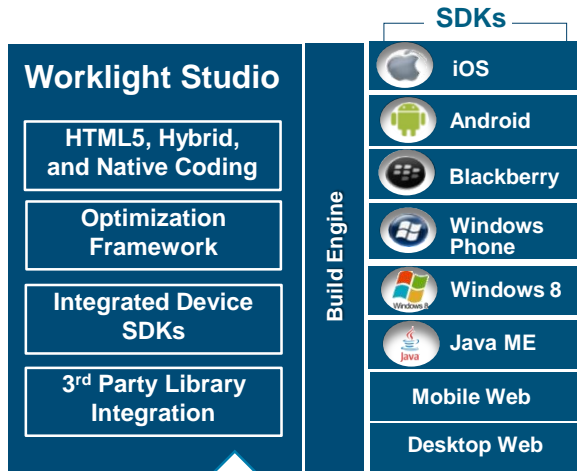 SDKs
Worklight Studio
HTML5, Hybrid,
and Native Coding
Optimization
Framework
Integrated Device
SDKs
3rd Party Library
Integration
Build Engine
iOS
Android
Blackberry
Windows
Phone
Windows 8
Windows 8
Java
Java ME
Mobile Web
Desktop Web